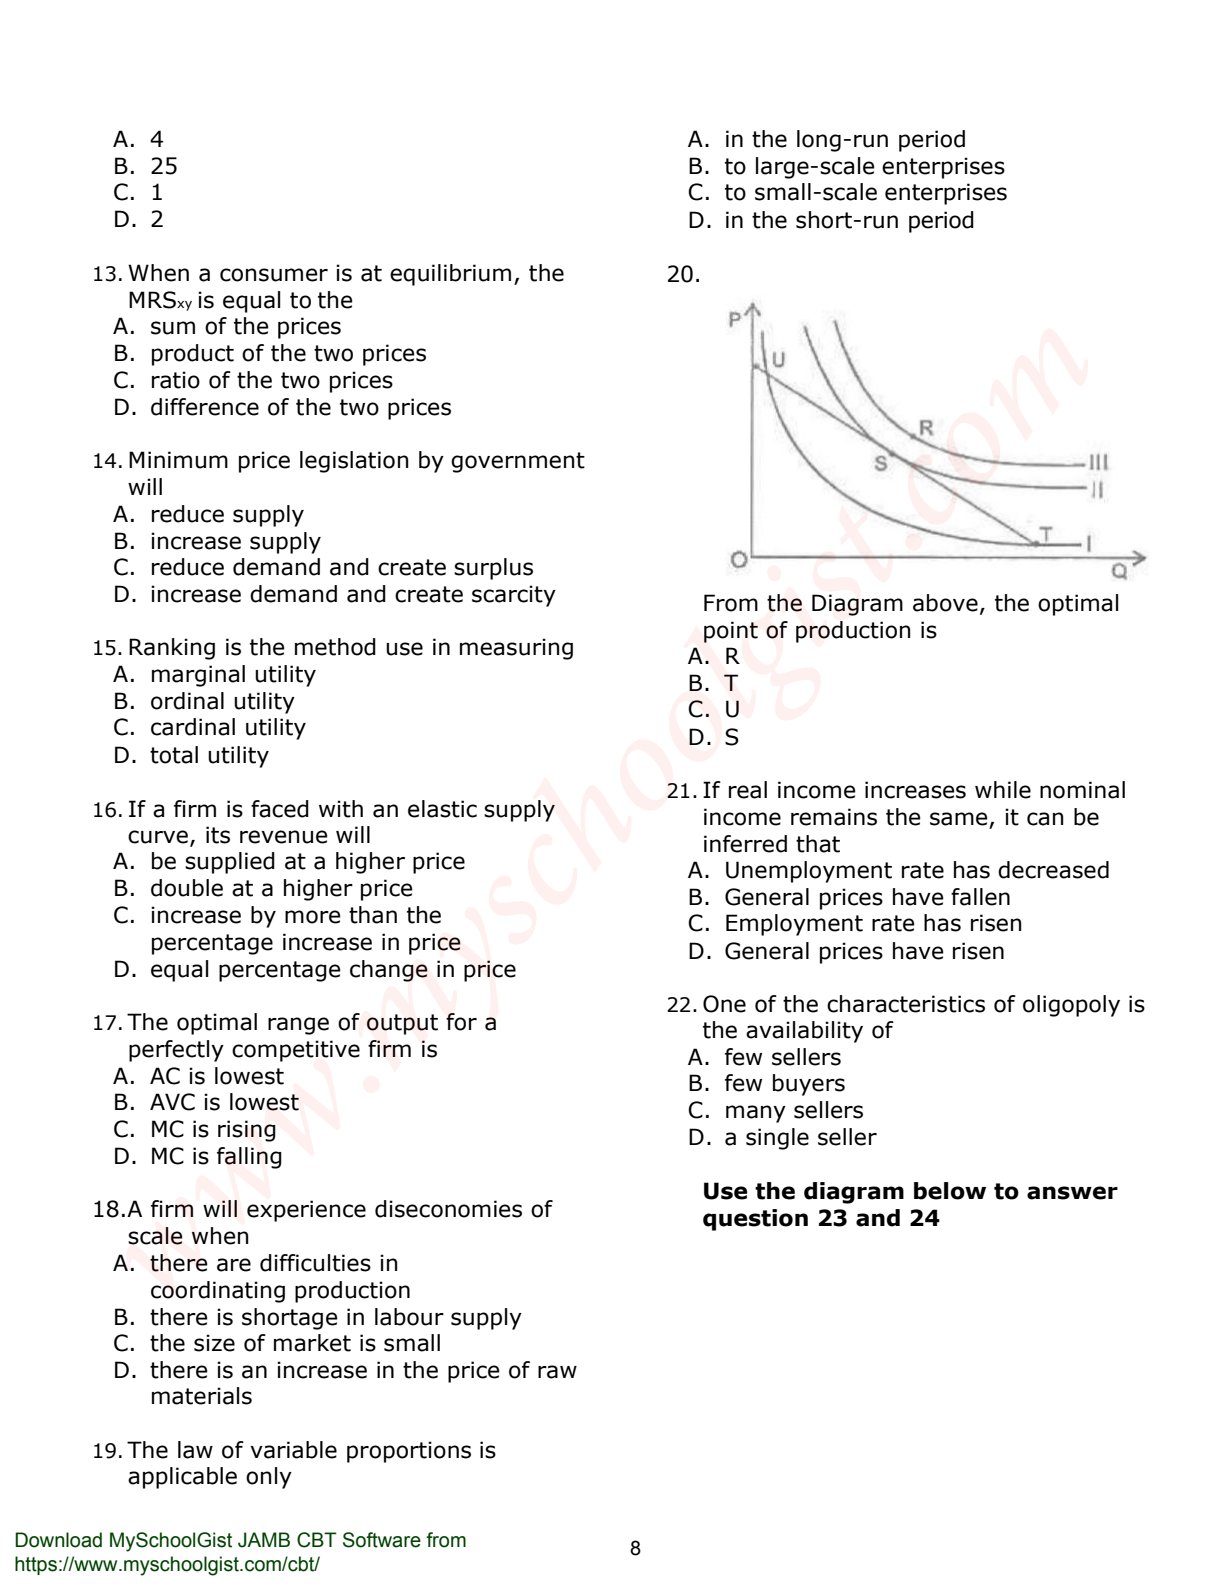 A. 4
B. 25
C. 1
D. 2
13. When a consumer is at equilibrium, the
MRSxy is equal to the
A. sum of the prices
B. product of the two prices
C. ratio of the two prices
D. difference of the two prices
14. Minimum price legislation by government
will
A. reduce supply
B. increase supply
C. reduce demand and create surplus
D. increase demand and create scarcity
15. Ranking is the method use in measuring
A. marginal utility
B. ordinal utility
C. cardinal utility
D. total utility
16. If a firm is faced with an elastic supply
curve, its revenue will
A. be supplied at a higher price
B. double at a higher price
C. increase by more than the
percentage increase in price
D. equal percentage change in price
17. The optimal range of output for a
perfectly competitive firm is
A. AC is lowest
B. AVC is lowest
C. MC is rising
D. MC is falling
18.A firm will experience diseconomies of
scale when
A. there are difficulties in
coordinating production
B. there is shortage in labour supply
C. the size of market is small
D. there is an increase in the price of raw
materials
19. The law of variable proportions is
applicable only
A. in the long-run period
B. to large-scale enterprises
C. to small-scale enterprises
D. in the short-run period
20.
P
U
R
S
III
II
T
I
O
Q
From the Diagram above, the optimal
point of production is
A. R
B. T
C. U
D. S
21. If real income increases while nominal
income remains the same, it can be
inferred that
A. Unemployment rate has decreased
B. General prices have fallen
C. Employment rate has risen
D. General prices have risen
22. One of the characteristics of oligopoly is
the availability of
A. few sellers
B. few buyers
C. many sellers
D. a single seller
Use the diagram below to answer
question 23 and 24
www.myschoolgist.com
Download MySchoolGist JAMB CBT Software from
https://www.myschoolgist.com/cbt/
8